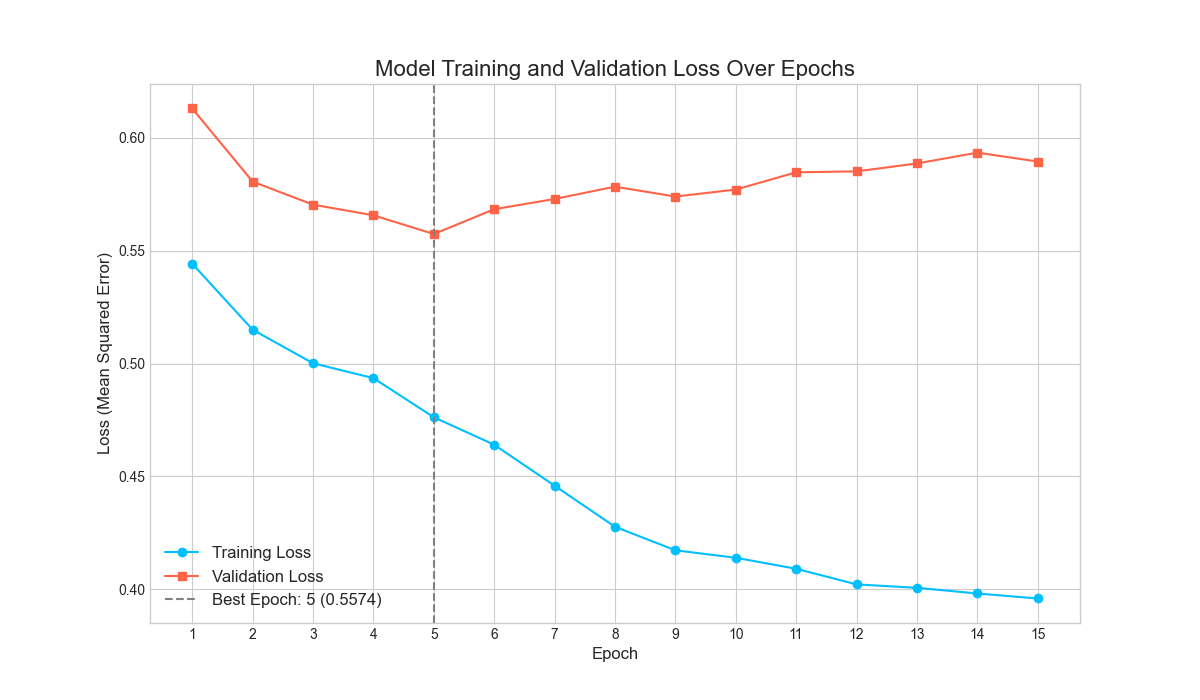 Model Training and Validation Loss Over Epochs
Loss (Mean Squared Error)
0.60
0.55
0.50
0.45
0.40
Training Loss
Validation Loss
Best Epoch: 5 (0.5574)
1 2 3 4 5 6 7 8 9 10 11 12 13 14 15
Epoch